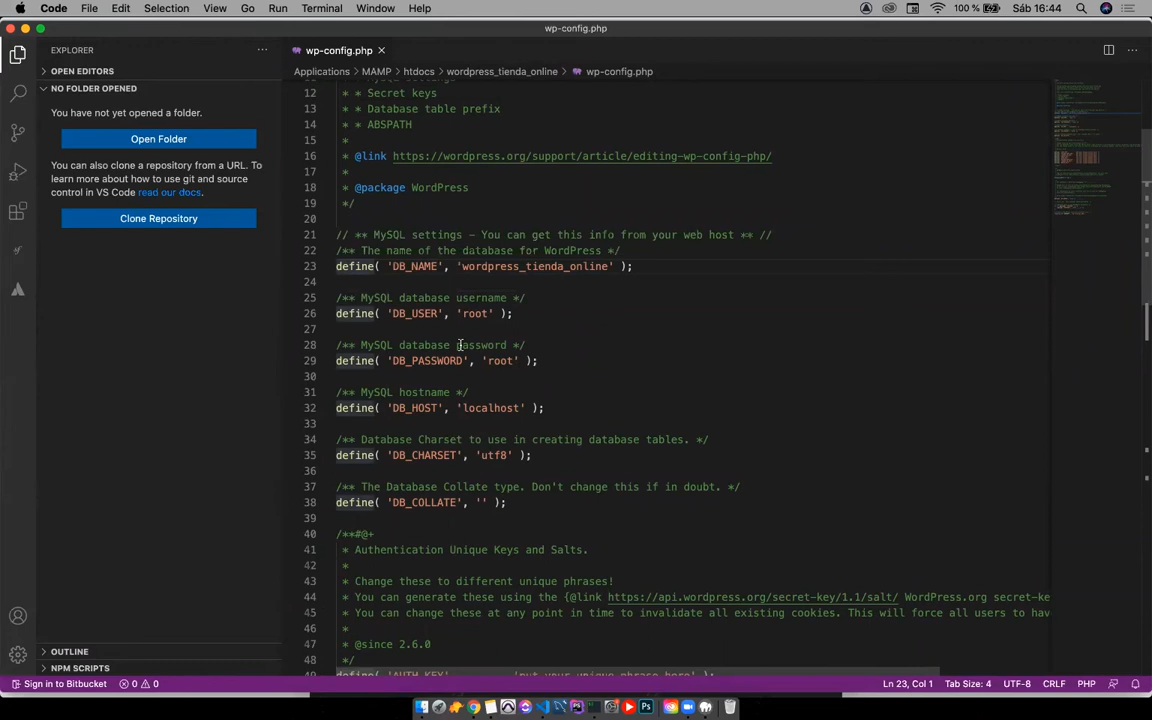 Code File Edit Selection View Go Run Terminal Window Help 100 % Sáb 16:44
wp-config.php
EXPLORER
OPEN EDITORS
NO FOLDER OPENED
You have not yet opened a folder.
Open Folder
You can also clone a repository from a URL. To
learn more about how to use git and source
control in VS Code read our docs.
Clone Repository
OUTLINE
NPM SCRIPTS
wp-config.php
Applications > MAMP > htdocs > wordpress_tienda_online > wp-config.php
12 * * Secret keys
13 * * Database table prefix
14 * * ABSPATH
15 *
16 * @link https://wordpress.org/support/article/editing-wp-config-php/
17 *
18 * @package WordPress
19 */
20
21 // ** MySQL settings - You can get this info from your web host ** //
22 /** The name of the database for WordPress */
23 define( 'DB_NAME', 'wordpress_tienda_online' );
24
25 /** MySQL database username */
26 define( 'DB_USER', 'root' );
27
28 /** MySQL database password */
29 define( 'DB_PASSWORD', 'root' );
30
31 /** MySQL hostname */
32 define( 'DB_HOST', 'localhost' );
33
34 /** Database Charset to use in creating database tables. */
35 define( 'DB_CHARSET', 'utf8' );
36
37 /** The Database Collate type. Don't change this if in doubt. */
38 define( 'DB_COLLATE', '' );
39
40 /**#@+
41 * Authentication Unique Keys and Salts.
42 *
43 * Change these to different unique phrases!
44 * You can generate these using the {@link https://api.wordpress.org/secret-key/1.1/salt/ WordPress.org secret-ke
45 * You can change these at any point in time to invalidate all existing cookies. This will force all users to hav
46 *
47 * @since 2.6.0
48 */
49 define( 'AUTH_KEY', 'put your unique phrase here' );
Sign in to Bitbucket 0 0 Ln 23, Col 1 Tab Size: 4 UTF-8 CRLF PHP